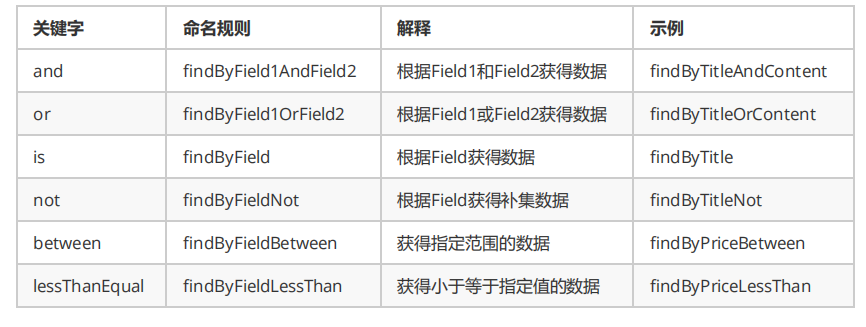 关键字 命名规则 解释 示例
and findByField1AndField2 根据Field1和Field2获得数据 findByTitleAndContent
or findByField1OrField2 根据Field1或Field2获得数据 findByTitleOrContent
is findByField 根据Field获得数据 findByTitle
not findByFieldNot 根据Field获得补集数据 findByTitleNot
between findByFieldBetween 获得指定范围的数据 findByPriceBetween
lessThanEqual findByFieldLessThan 获得小于等于指定值的数据 findByPriceLessThan